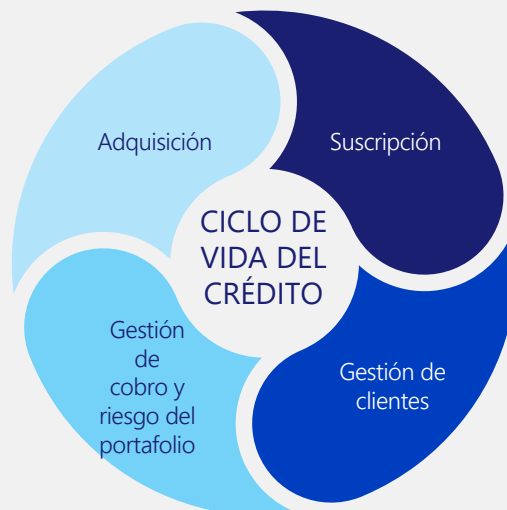 Adquisición
Suscripción
CICLO DE
VIDA DEL
CRÉDITO
Gestión
de
cobro y
riesgo del
portafolio
Gestión de
clientes